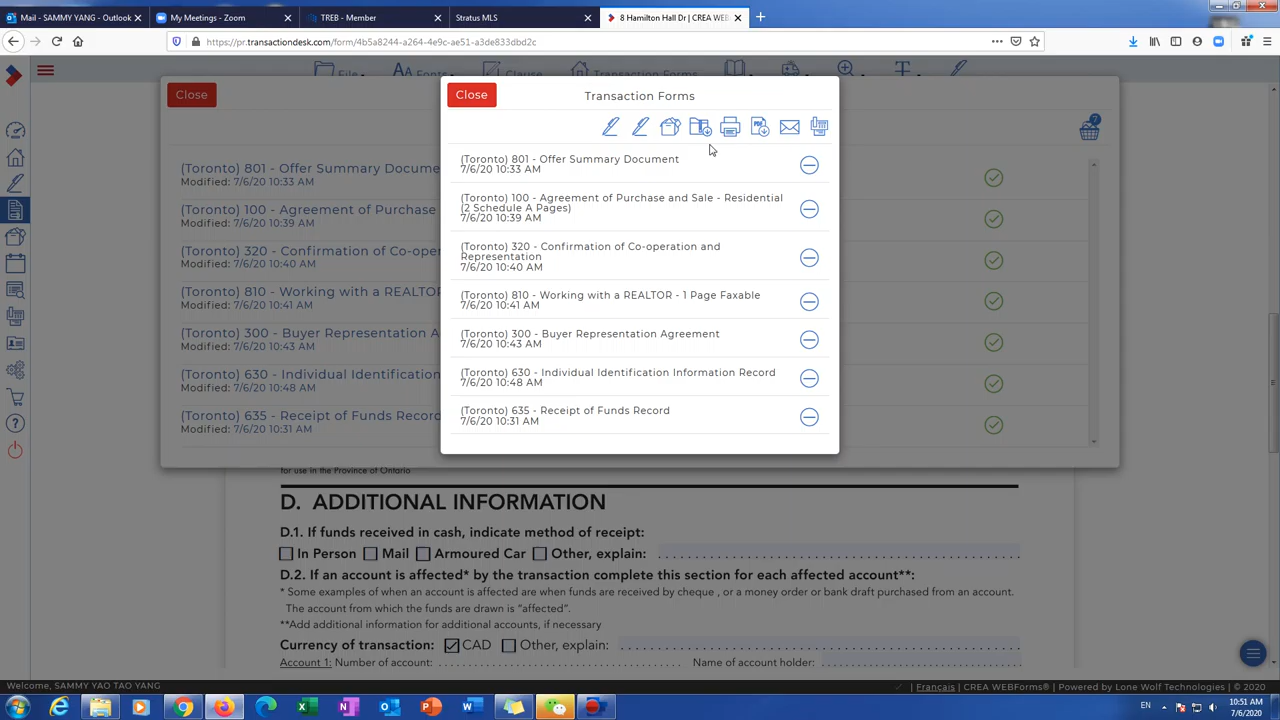 Mail - SAMMY YANG - Outlook
My Meetings - Zoom
TREB - Member
Stratus MLS
8 Hamilton Hall Dr | CREA WEB
https://pr.transactiondesk.com/form/4b5a8244-a264-4e9c-ae51-a3de833dbd2c
File
Fonts
Clause
Transaction Forms
Close
Close
Transaction Forms
7
PDF
(Toronto) 801 - Offer Summary Docume
Modified: 7/6/20 10:33 AM
(Toronto) 100 - Agreement of Purchase
Modified: 7/6/20 10:39 AM
(Toronto) 320 - Confirmation of Co-oper
Modified: 7/6/20 10:40 AM
(Toronto) 810 - Working with a REALTOR
Modified: 7/6/20 10:41 AM
(Toronto) 300 - Buyer Representation A
Modified: 7/6/20 10:43 AM
(Toronto) 630 - Individual Identification
Modified: 7/6/20 10:48 AM
(Toronto) 635 - Receipt of Funds Record
Modified: 7/6/20 10:31 AM
(Toronto) 801 - Offer Summary Document
7/6/20 10:33 AM
(Toronto) 100 - Agreement of Purchase and Sale - Residential
(2 Schedule A Pages)
7/6/20 10:39 AM
(Toronto) 320 - Confirmation of Co-operation and
Representation
7/6/20 10:40 AM
(Toronto) 810 - Working with a REALTOR - 1 Page Faxable
7/6/20 10:41 AM
(Toronto) 300 - Buyer Representation Agreement
7/6/20 10:43 AM
(Toronto) 630 - Individual Identification Information Record
7/6/20 10:48 AM
(Toronto) 635 - Receipt of Funds Record
7/6/20 10:31 AM
for use in the Province of Ontario
D. ADDITIONAL INFORMATION
D.1. If funds received in cash, indicate method of receipt:
In Person Mail Armoured Car Other, explain:
D.2. If an account is affected* by the transaction complete this section for each affected account**:
* Some examples of when an account is affected are when funds are received by cheque , or a money order or bank draft purchased from an account.
The account from which the funds are drawn is "affected".
**Add additional information for additional accounts, if necessary
Currency of transaction: CAD Other, explain:
Account 1: Number of account: Name of account holder:
Welcome, SAMMY YAO TAO YANG
Français | CREA WEBForms® | Powered by Lone Wolf Technologies | © 2020
EN
10:51 AM
7/6/2020